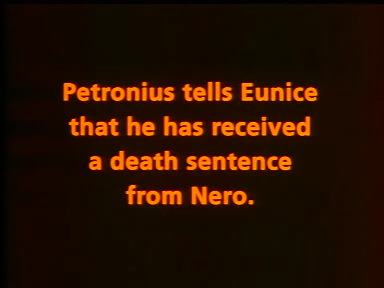 Petronius tells Eunice
that he has received
a death sentence
from Nero.